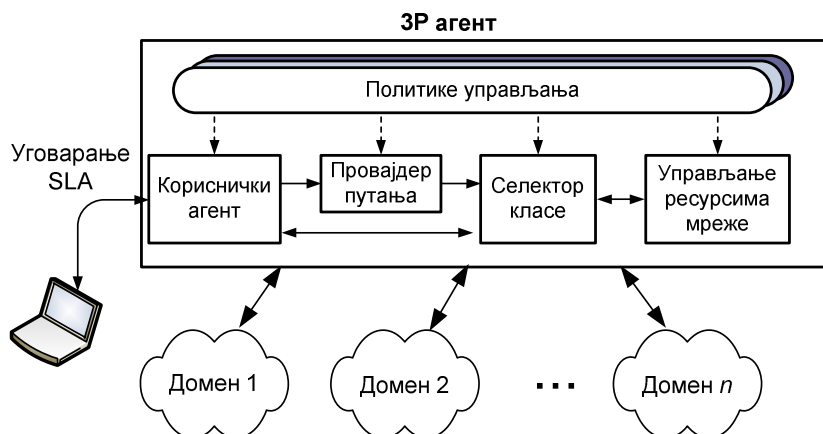 3P агент
Политике управљања
Уговарање
SLA
Кориснички
агент
Провајдер
путања
Селектор
класе
Управљање
ресурсима
мреже
Домен 1
Домен 2
...
Домен n